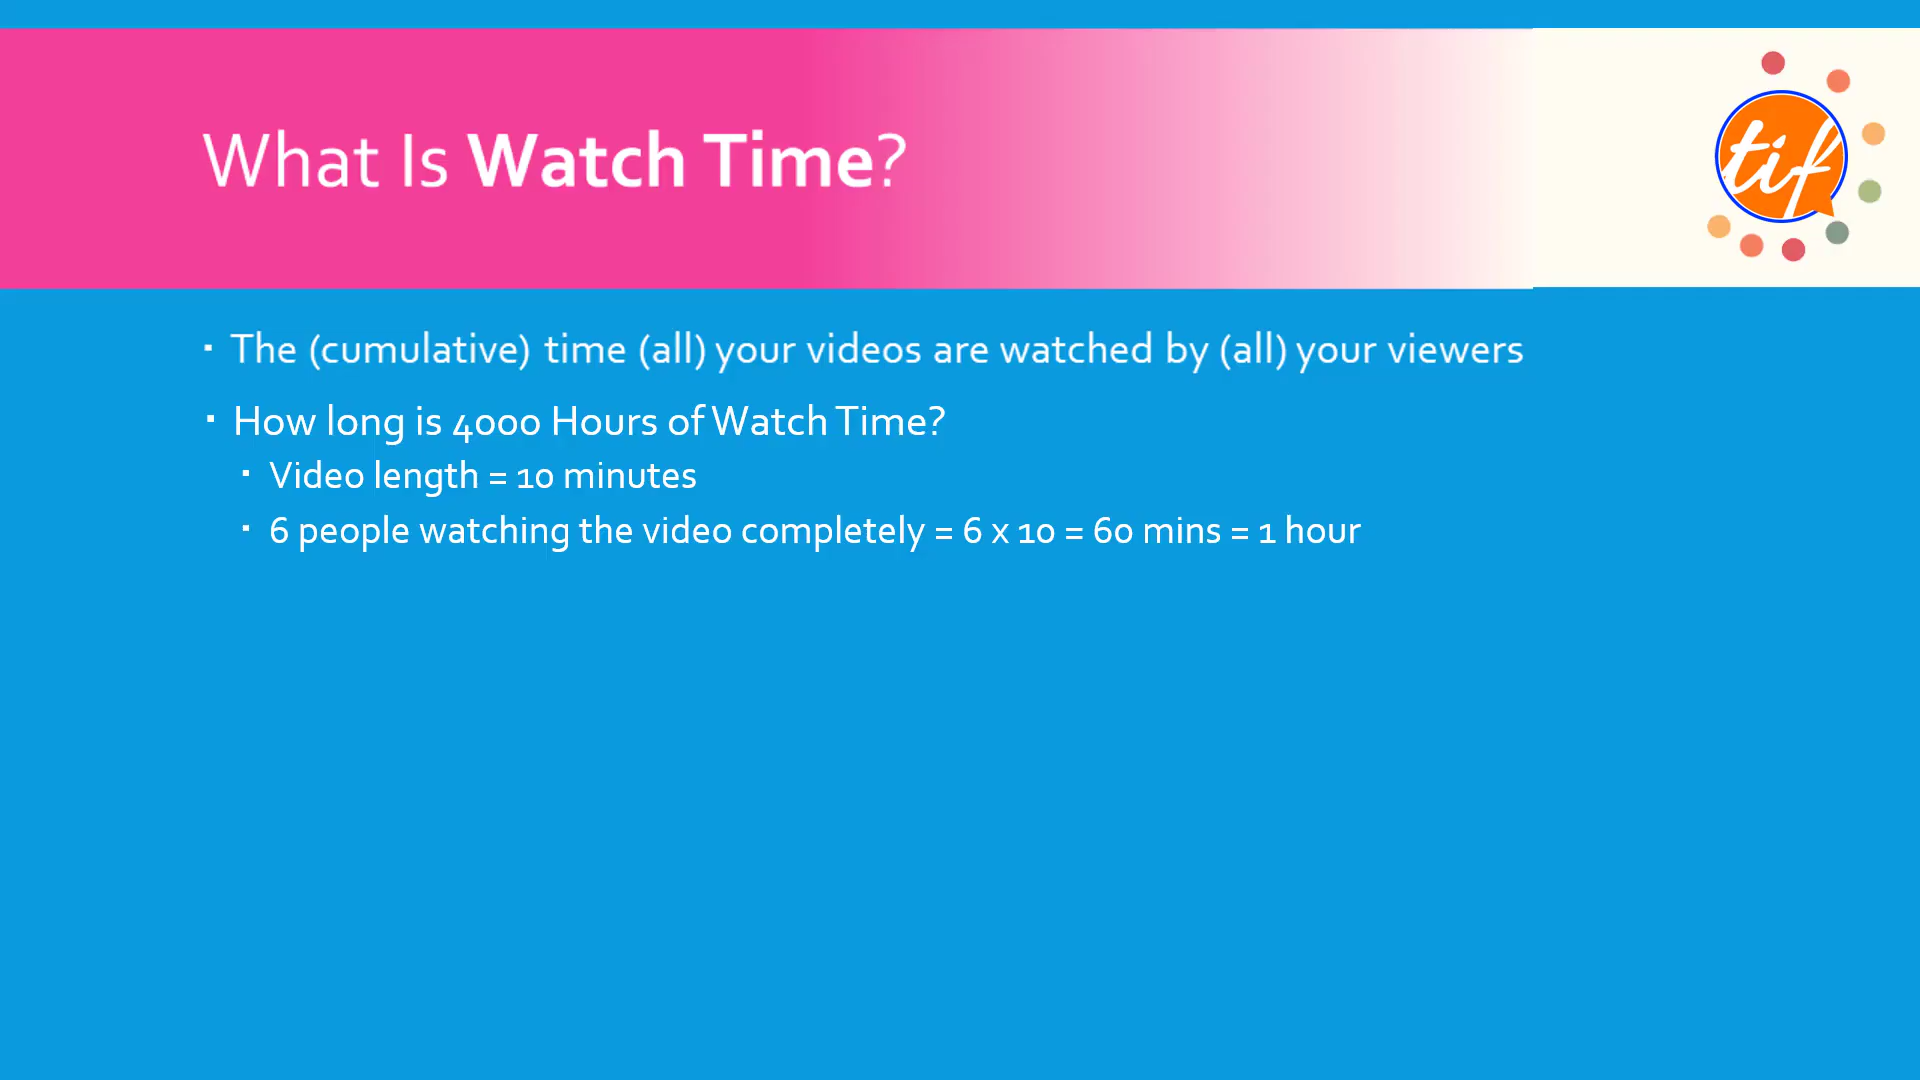 What Is Watch Time?
tif
▪ The (cumulative) time (all) your videos are watched by (all) your viewers
▪ How long is 4000 Hours of Watch Time?
▪ Video length = 10 minutes
▪ 6 people watching the video completely = 6 x 10 = 60 mins = 1 hour